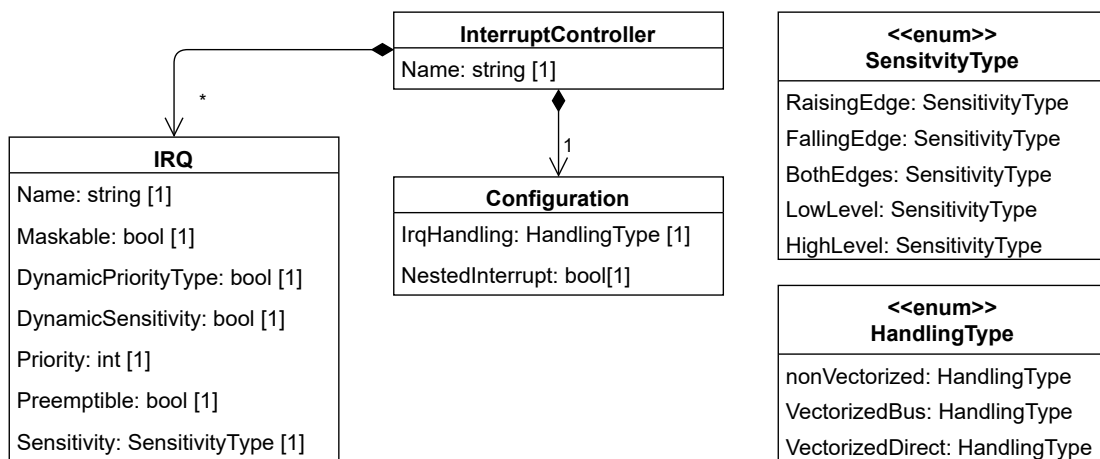 InterruptController
Name: string [1]
*
1
IRQ
Name: string [1]
Maskable: bool [1]
DynamicPriorityType: bool [1]
DynamicSensitivity: bool [1]
Priority: int [1]
Preemptible: bool [1]
Sensitivity: SensitivityType [1]
Configuration
IrqHandling: HandlingType [1]
NestedInterrupt: bool[1]
<<enum>>
SensitvityType
RaisingEdge: SensitivityType
FallingEdge: SensitivityType
BothEdges: SensitivityType
LowLevel: SensitivityType
HighLevel: SensitivityType
<<enum>>
HandlingType
nonVectorized: HandlingType
VectorizedBus: HandlingType
VectorizedDirect: HandlingType